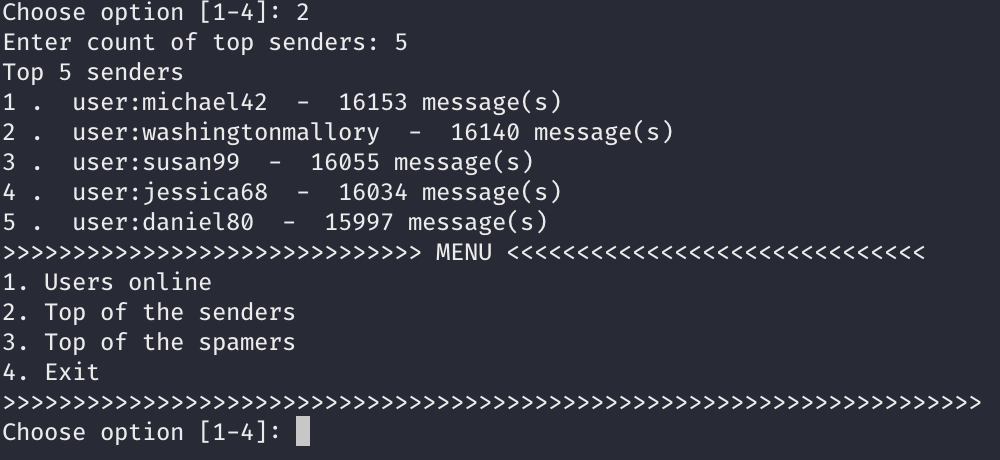 Choose option [1-4]: 2
Enter count of top senders: 5
Top 5 senders
1 .  user:michael42  -  16153 message(s)
2 .  user:washingtonmallory  -  16140 message(s)
3 .  user:susan99  -  16055 message(s)
4 .  user:jessica68  -  16034 message(s)
5 .  user:daniel80  -  15997 message(s)
>>>>>>>>>>>>>>>>>>>>>>>>>>>>>> MENU <<<<<<<<<<<<<<<<<<<<<<<<<<<<<<
1. Users online
2. Top of the senders
3. Top of the spamers
4. Exit
>>>>>>>>>>>>>>>>>>>>>>>>>>>>>>>>>>>>>>>>>>>>>>>>>>>>>>>>>>>>>>>>>>>>>>
Choose option [1-4]: